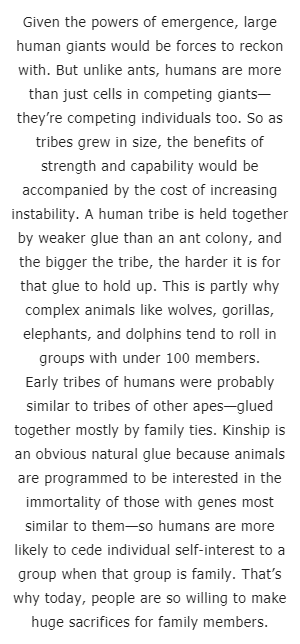 Given the powers of emergence, large
human giants would be forces to reckon
with. But unlike ants, humans are more
than just cells in competing giants—
they're competing individuals too. So as
tribes grew in size, the benefits of
strength and capability would be
accompanied by the cost of increasing
instability. A human tribe is held together
by weaker glue than an ant colony, and
the bigger the tribe, the harder it is for
that glue to hold up. This is partly why
complex animals like wolves, gorillas,
elephants, and dolphins tend to roll in
groups with under 100 members.
Early tribes of humans were probably
similar to tribes of other apes—glued
together mostly by family ties. Kinship is
an obvious natural glue because animals
are programmed to be interested in the
immortality of those with genes most
similar to them—so humans are more
likely to cede individual self-interest to a
group when that group is family. That's
why today, people are so willing to make
huge sacrifices for family members.